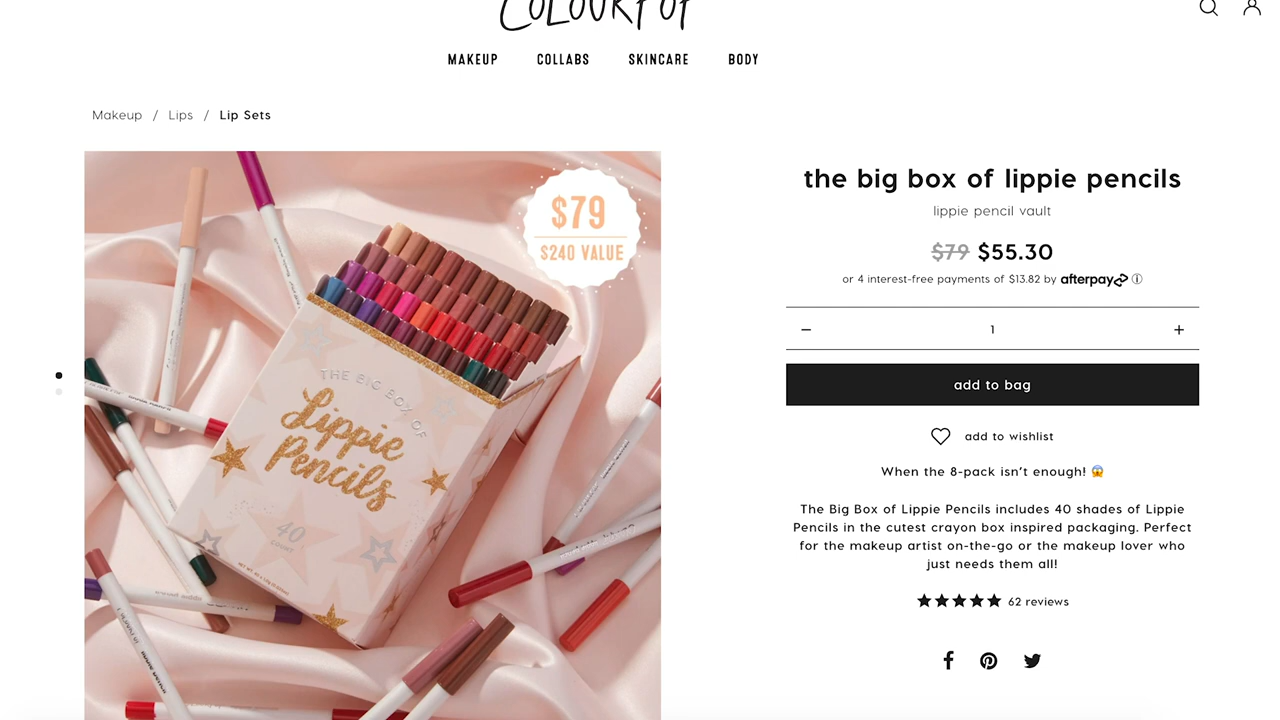 COLOURPOP
MAKEUP COLLABS SKINCARE BODY
Makeup / Lips / Lip Sets
$79
$240 VALUE
THE BIG BOX OF
Lippie
Pencils
40
COUNT
the big box of lippie pencils
lippie pencil vault
$79 $55.30
or 4 interest-free payments of $13.82 by afterpay
1
add to bag
add to wishlist
When the 8-pack isn’t enough! 😱
The Big Box of Lippie Pencils includes 40 shades of Lippie
Pencils in the cutest crayon box inspired packaging. Perfect
for the makeup artist on-the-go or the makeup lover who
just needs them all!
62 reviews